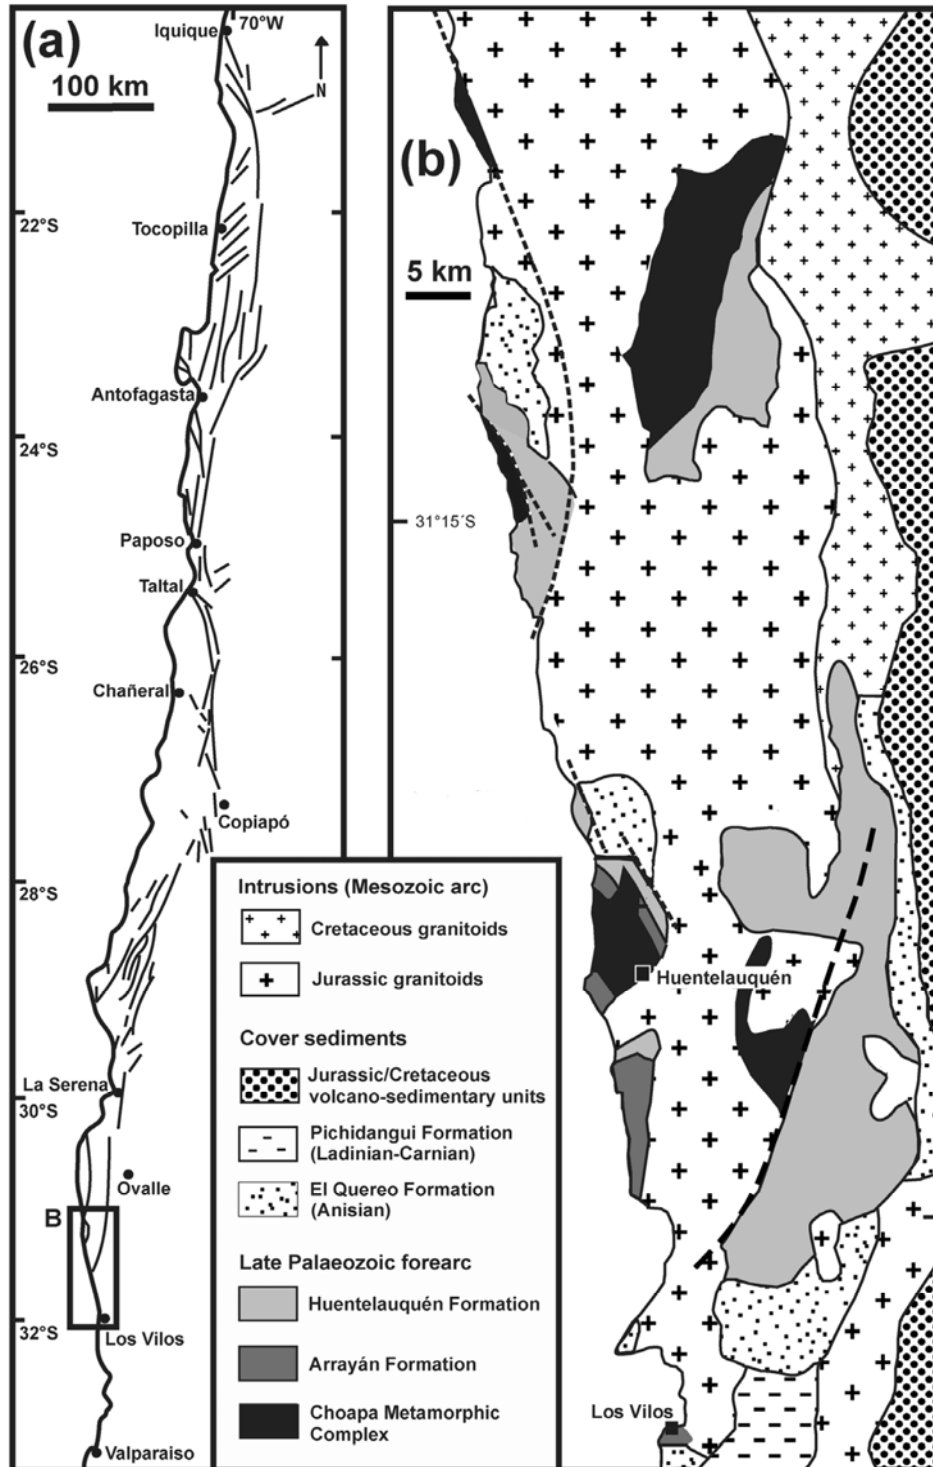 (a)
Iquique
70°W
100 km
N
22°S
Tocopilla
Antofagasta
24°S
Paposo
Taltal
26°S
Chañeral
Copiapó
28°S
La Serena
30°S
Ovalle
B
32°S
Los Vilos
Valparaiso
(b)
5 km
31°15´S
Huentelauquén
Los Vilos
Intrusions (Mesozoic arc)
Cretaceous granitoids
Jurassic granitoids
Cover sediments
Jurassic/Cretaceous
volcano-sedimentary units
Pichidangui Formation
(Ladinian-Carnian)
El Quereo Formation
(Anisian)
Late Palaeozoic forearc
Huentelauquén Formation
Arrayán Formation
Choapa Metamorphic
Complex